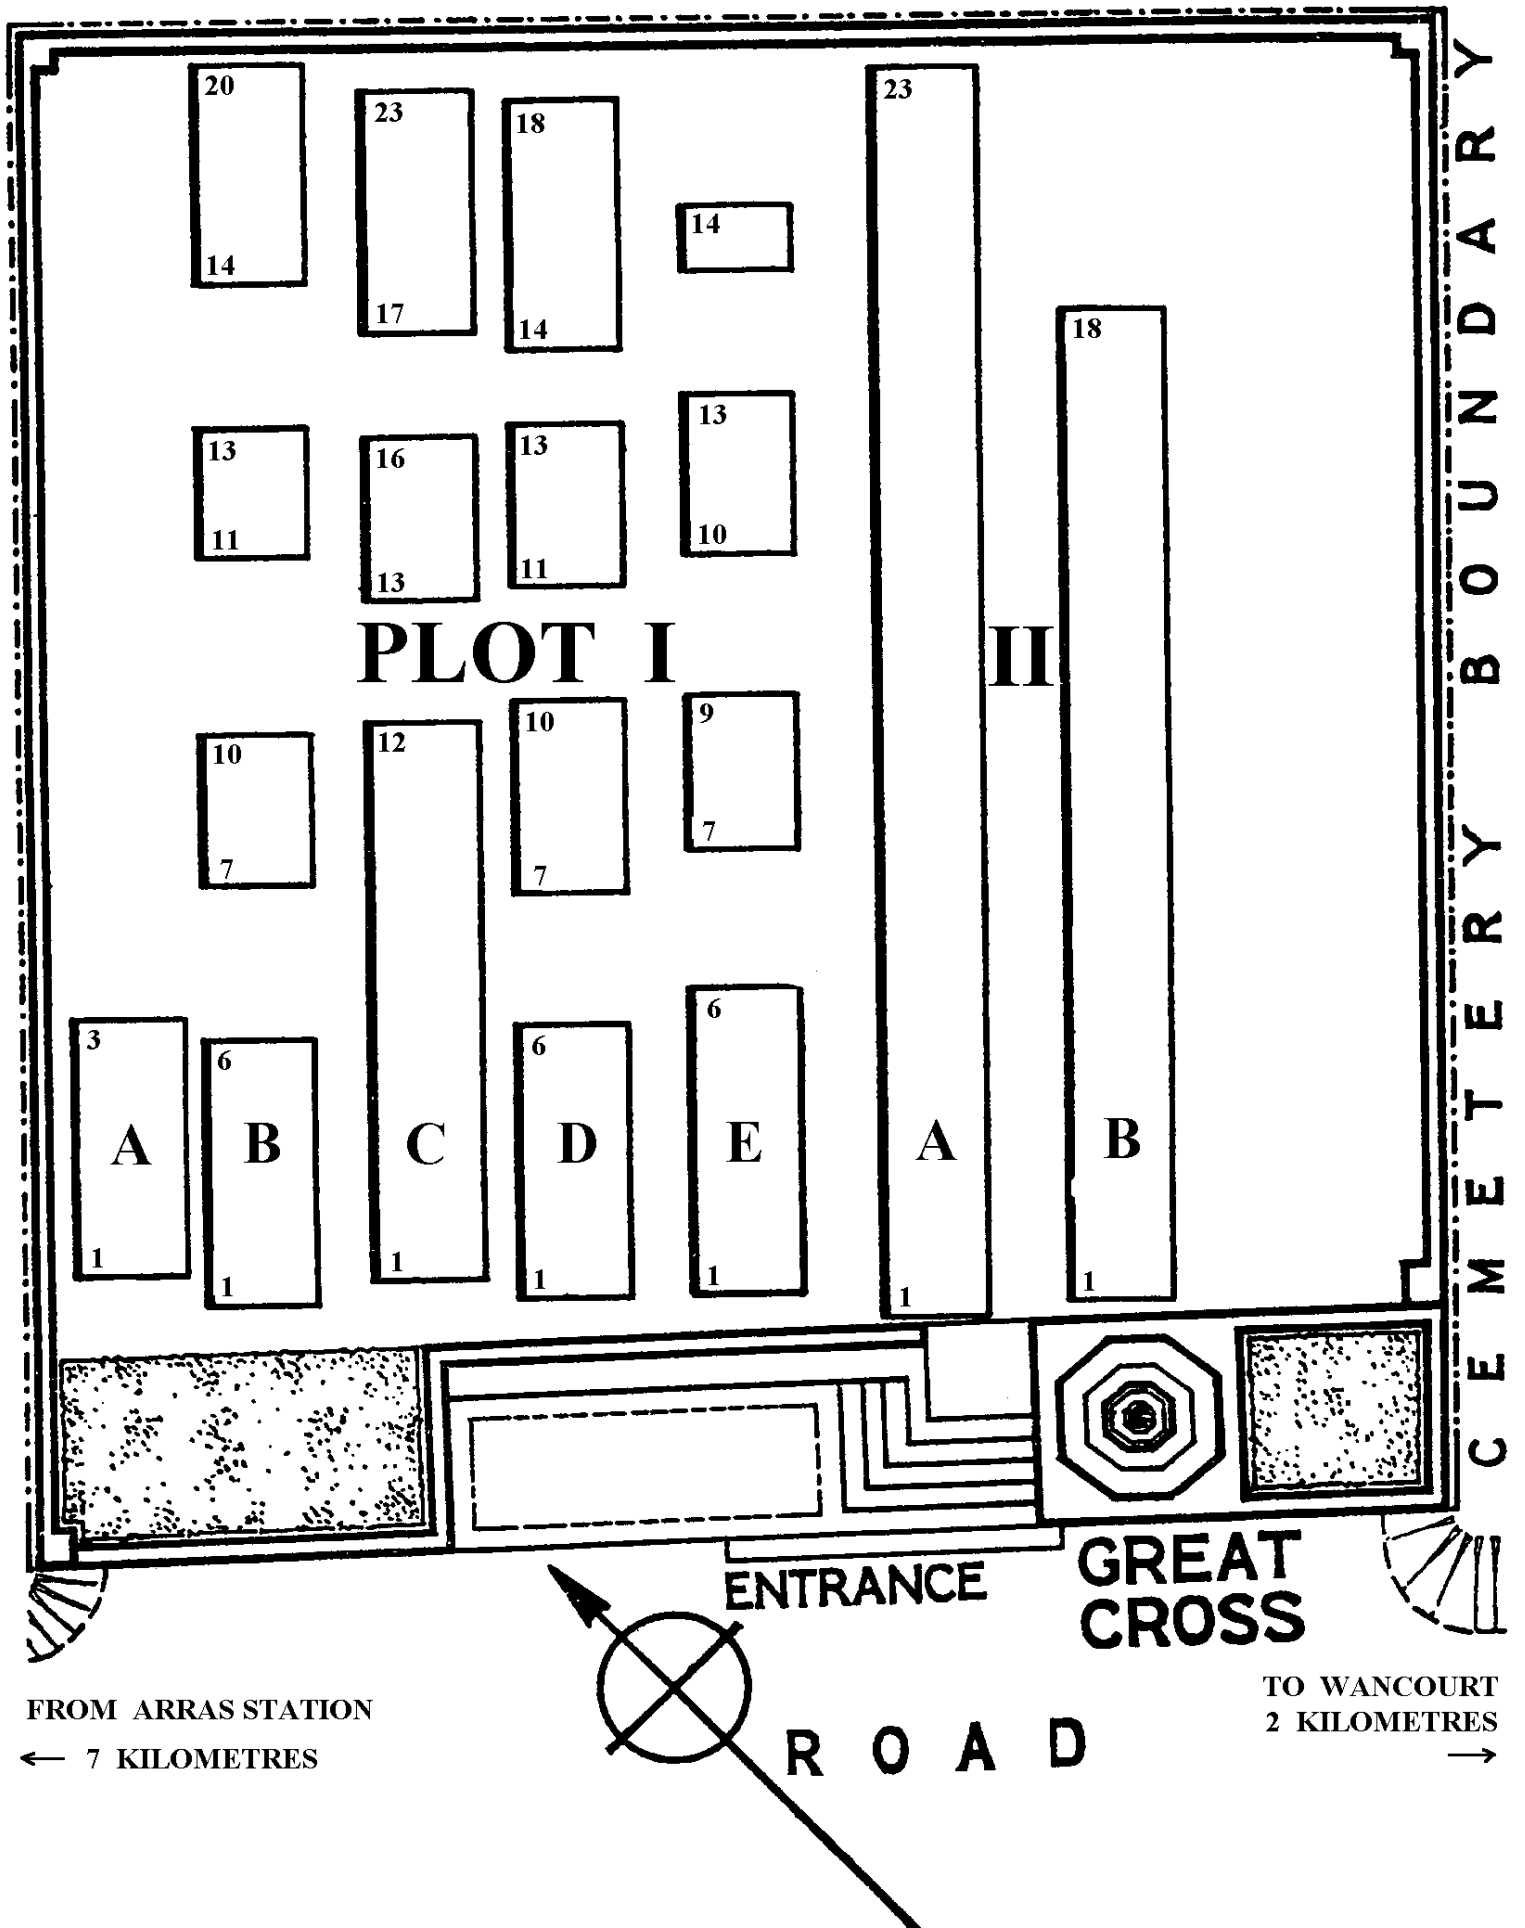 20
23
18
23
14
14
17
14
18
13
16
13
13
11
13
11
10
PLOT I
II
10
12
10
9
7
7
7
3
6
6
6
A
B
C
D
E
A
B
1
1
1
1
1
1
1
CEMETERY BOUNDARY
ENTRANCE
GREAT
CROSS
FROM ARRAS STATION
← 7 KILOMETRES
ROAD
TO WANCOURT
2 KILOMETRES
→